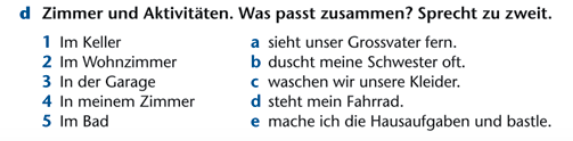 d Zimmer und Aktivitäten. Was passt zusammen? Sprecht zu zweit.
1 Im Keller a sieht unser Grossvater fern.
2 Im Wohnzimmer b duscht meine Schwester oft.
3 In der Garage c waschen wir unsere Kleider.
4 In meinem Zimmer d steht mein Fahrrad.
5 Im Bad e mache ich die Hausaufgaben und bastle.